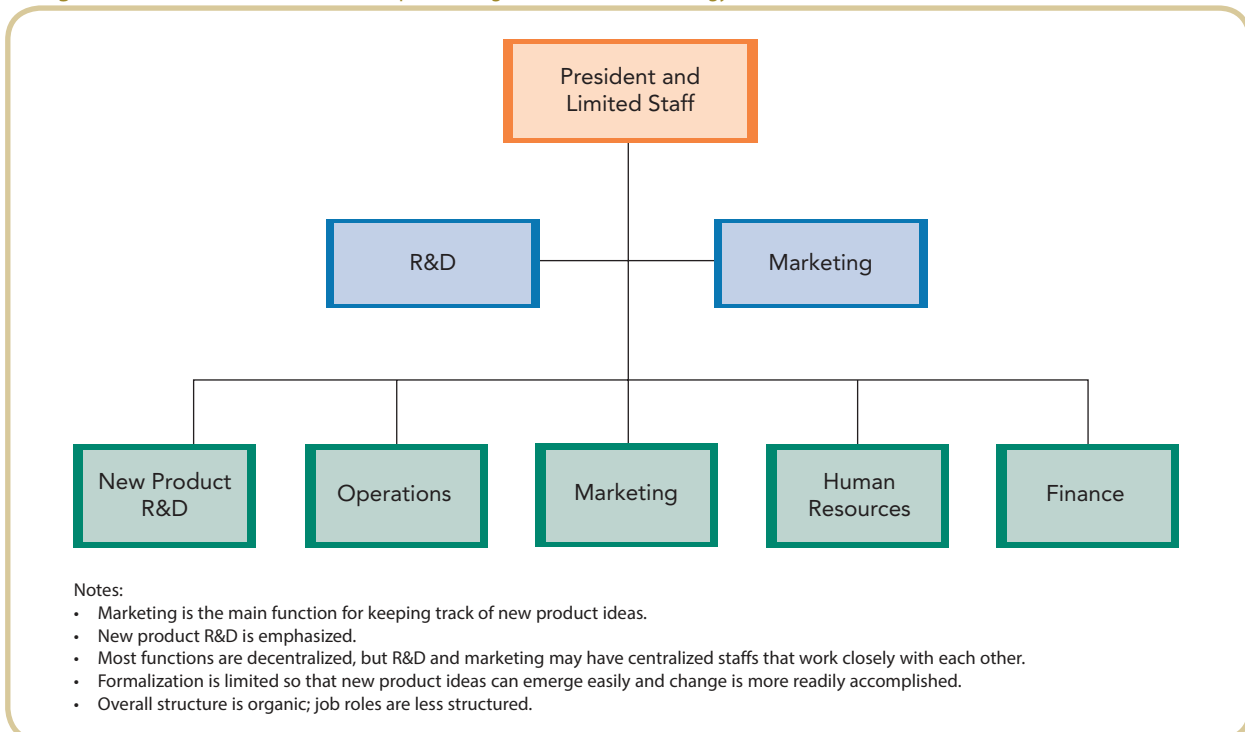 President and
Limited Staff
R&D
Marketing
New Product
R&D
Operations
Marketing
Human
Resources
Finance
Notes:
• Marketing is the main function for keeping track of new product ideas.
• New product R&D is emphasized.
• Most functions are decentralized, but R&D and marketing may have centralized staffs that work closely with each other.
• Formalization is limited so that new product ideas can emerge easily and change is more readily accomplished.
• Overall structure is organic; job roles are less structured.